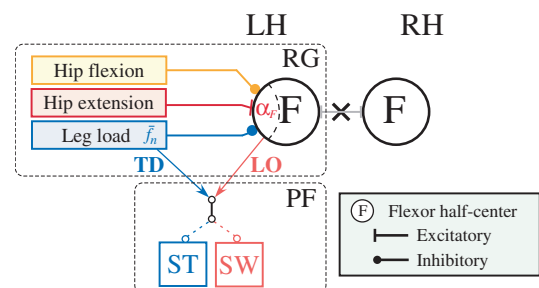 LH RH
RG
Hip flexion
Hip extension
Leg load f̄ₙ
α_F F
F
TD LO
PF
ST SW
F Flexor half-center
Excitatory
Inhibitory